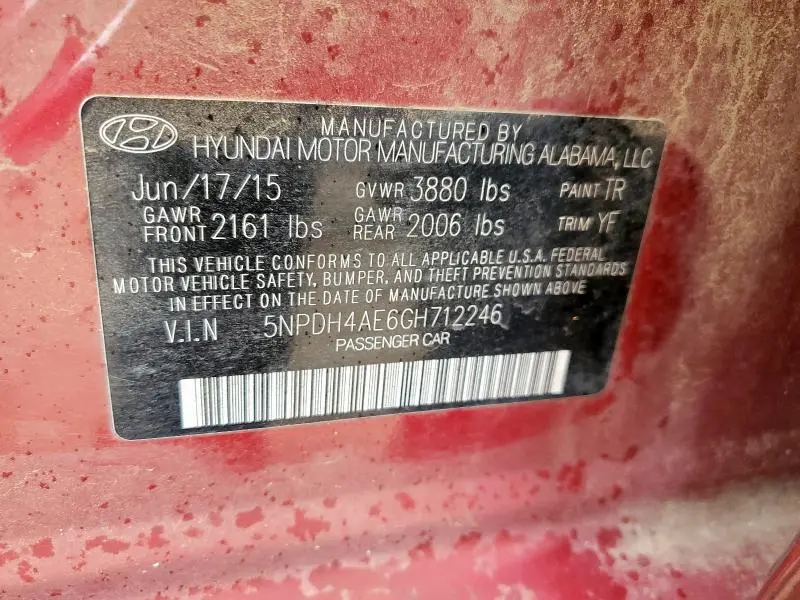 MANUFACTURED BY
HYUNDAI MOTOR MANUFACTURING ALABAMA, LLC
Jun/17/15 GVWR 3880 lbs PAINT TR
GAWR FRONT 2161 lbs GAWR REAR 2006 lbs TRIM YF
THIS VEHICLE CONFORMS TO ALL APPLICABLE U.S.A. FEDERAL
MOTOR VEHICLE SAFETY, BUMPER, AND THEFT PREVENTION STANDARDS
IN EFFECT ON THE DATE OF MANUFACTURE SHOWN ABOVE
V.I.N 5NPDH4AE6GH712246
PASSENGER CAR